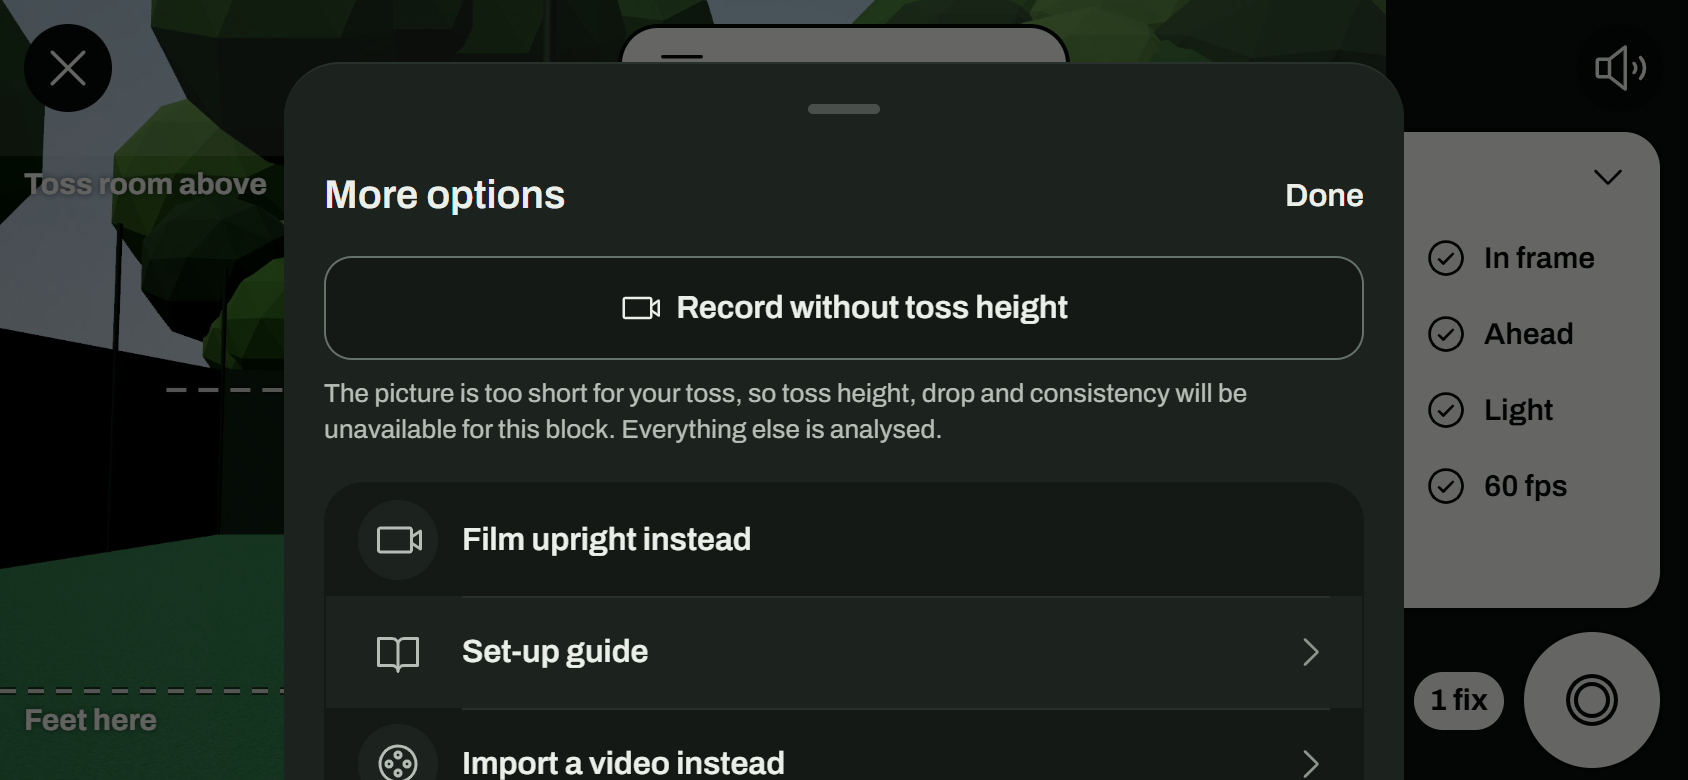 Toss room above
More options
Done
Record without toss height
The picture is too short for your toss, so toss height, drop and consistency will be
unavailable for this block. Everything else is analysed.
Film upright instead
Set-up guide
Import a video instead
In frame
Ahead
Light
60 fps
1 fix
Feet here